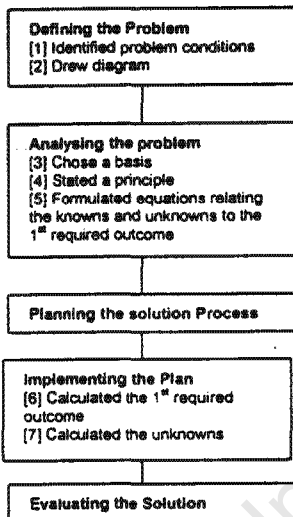 Defining the Problem
[1] Identified problem conditions
[2] Drew diagram
Analysing the problem
[3] Chose a basis
[4] Stated a principle
[5] Formulated equations relating
the knowns and unknowns to the
1st required outcome
Planning the solution Process
Implementing the Plan
[6] Calculated the 1st required
outcome
[7] Calculated the unknowns
Evaluating the Solution